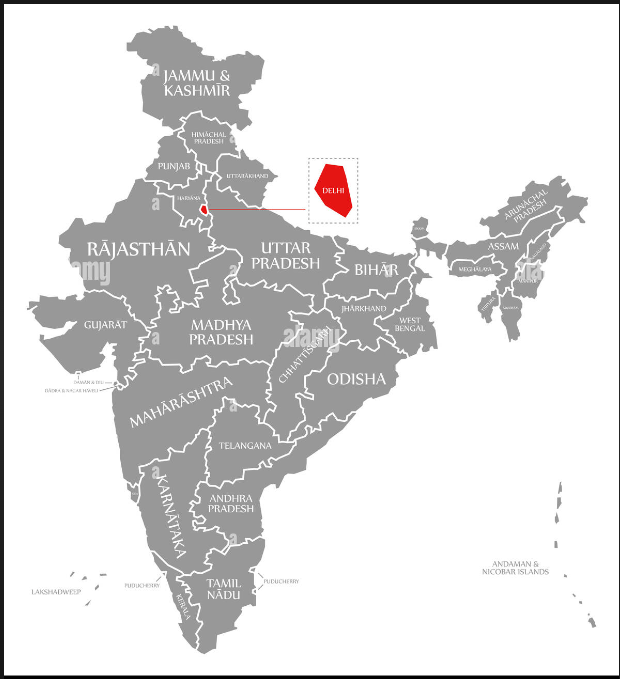 JAMMU &
KASHMĪR
HIMĀCHAL
PRADESH
PUNJAB
UTTARĀKHAND
HARIĀNA
DELHI
RĀJASTHĀN
UTTAR
PRADESH
BIHĀR
ARUNĀCHAL
PRADESH
ASSAM
MEGHĀLAYA
GUJARĀT
MADHYA
PRADESH
JHĀRKHAND
WEST
BENGAL
CHHATTĪSGARH
ODISHA
DAMAN & DIU
DĀDRA & NAGAR HAVELI
MAHĀRĀSHTRA
TELANGANA
KARNĀTAKA
ANDHRA
PRADESH
ANDAMAN &
NICOBAR ISLANDS
LAKSHADWEEP
PUDUCHERRY
PUDUCHERRY
TAMIL
NĀDU
KERALA
alamy
a